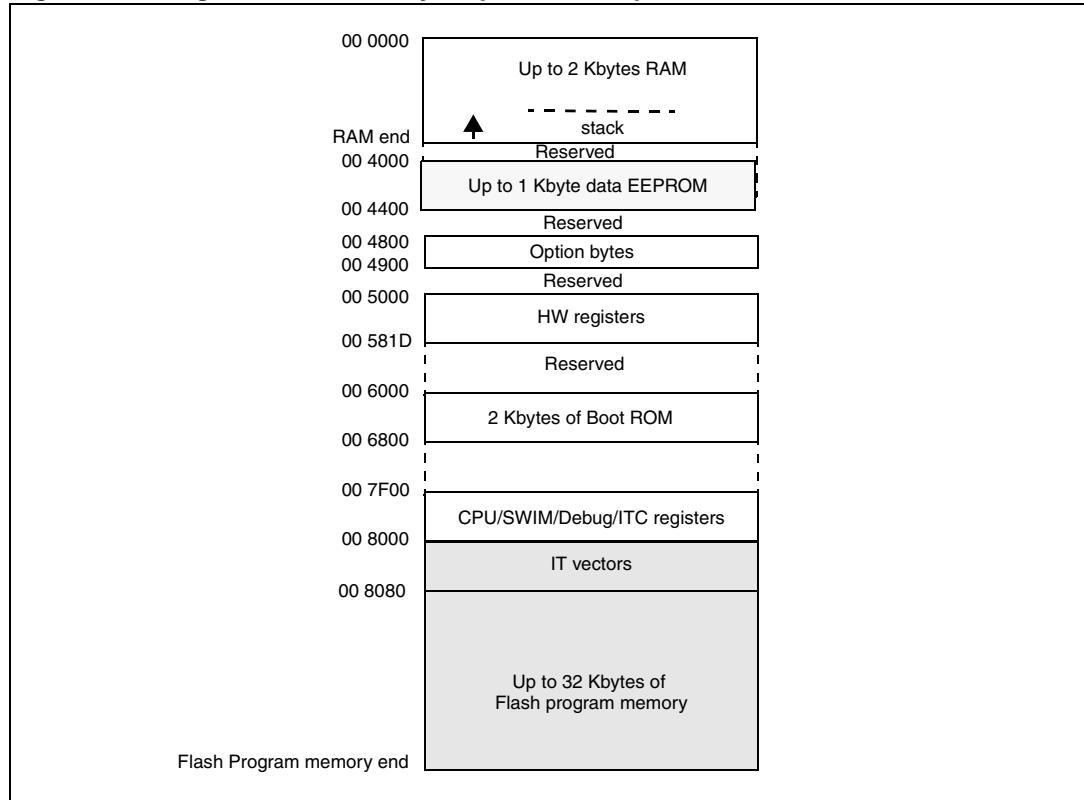 00 0000
Up to 2 Kbytes RAM
stack
RAM end
Reserved
00 4000
Up to 1 Kbyte data EEPROM
00 4400
Reserved
00 4800
Option bytes
00 4900
Reserved
00 5000
HW registers
00 581D
Reserved
00 6000
2 Kbytes of Boot ROM
00 6800
00 7F00
CPU/SWIM/Debug/ITC registers
00 8000
IT vectors
00 8080
Up to 32 Kbytes of
Flash program memory
Flash Program memory end